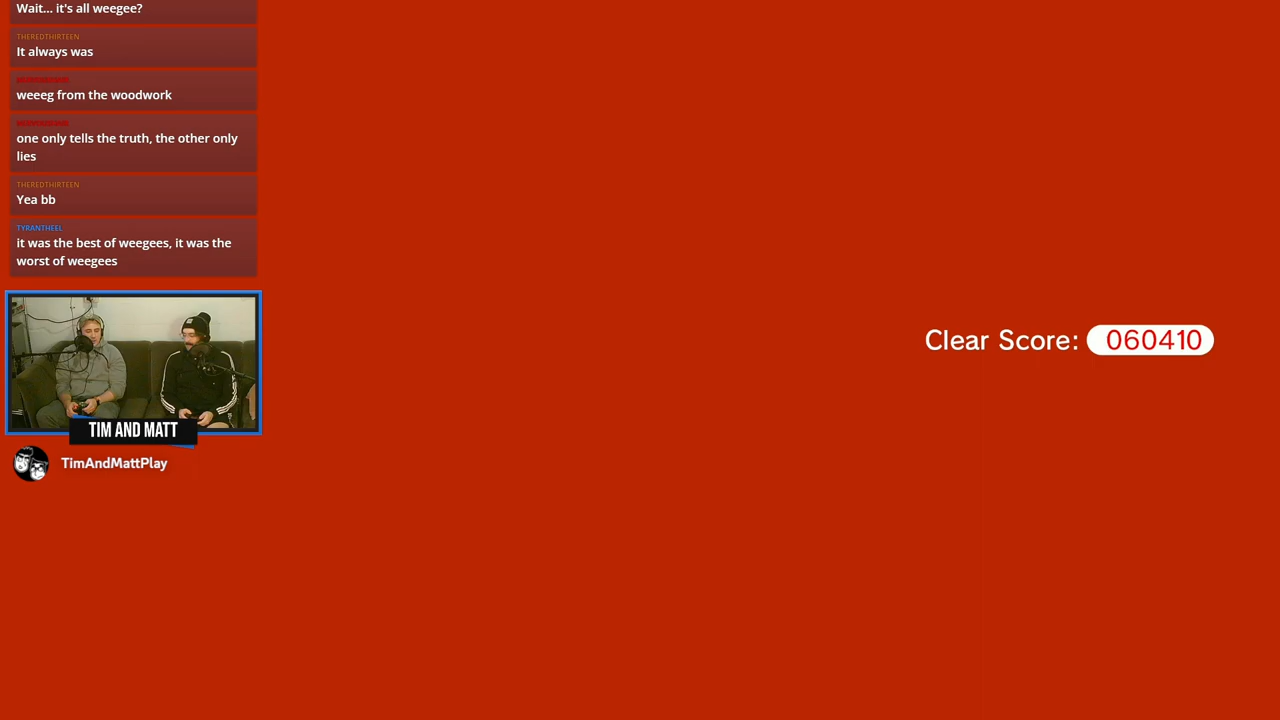 Wait... it's all weegee?
THEREDTHIRTEEN
It always was
weeeg from the woodwork
one only tells the truth, the other only
lies
THEREDTHIRTEEN
Yea bb
TYRANTHEEL
it was the best of weegees, it was the
worst of weegees
Clear Score: 060410
TIM AND MATT
TimAndMattPlay